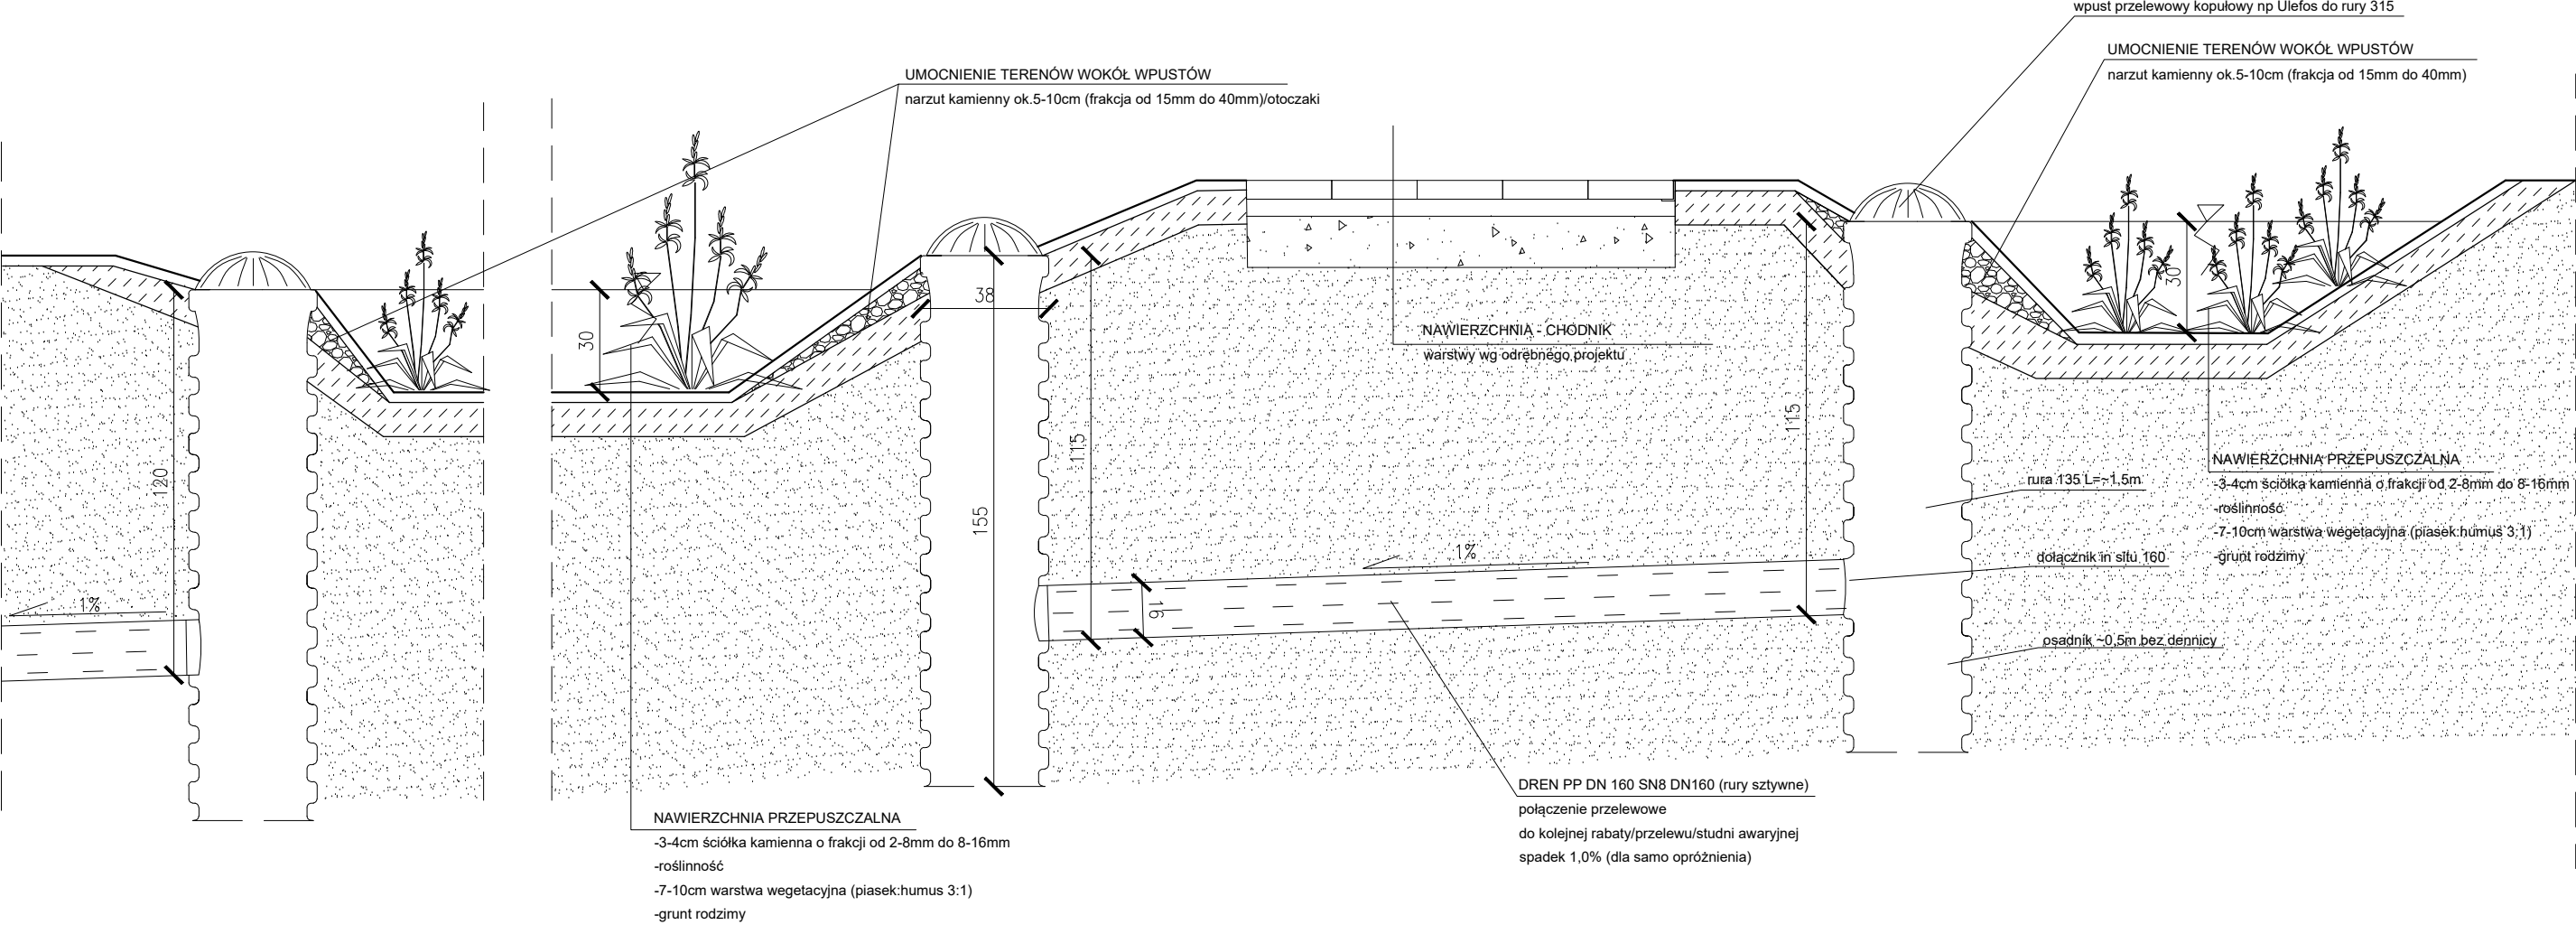 wpust przelewowy kopułowy np Ulefos do rury 315
UMOCNIENIE TERENÓW WOKÓŁ WPUSTÓW
narzut kamienny ok.5-10cm (frakcja od 15mm do 40mm)
UMOCNIENIE TERENÓW WOKÓŁ WPUSTÓW
narzut kamienny ok.5-10cm (frakcja od 15mm do 40mm)/otoczaki
30
38
30
NAWIERZCHNIA - CHODNIK
warstwy wg odrębnego projektu
115
115
120
155
NAWIERZCHNIA PRZEPUSZCZALNA
-3-4cm ściółka kamienna o frakcji od 2-8mm do 8-16mm
-roślinność
-7-10cm warstwa wegetacyjna (piasek:humus 3:1)
-grunt rodzimy
rura 135 L=~1,5m
dołącznik in situ 160
osadnik ~0,5m bez dennicy
1%
1%
16
DREN PP DN 160 SN8 DN160 (rury sztywne)
połączenie przelewowe
do kolejnej rabaty/przelewu/studni awaryjnej
spadek 1,0% (dla samo opróżnienia)
NAWIERZCHNIA PRZEPUSZCZALNA
-3-4cm ściółka kamienna o frakcji od 2-8mm do 8-16mm
-roślinność
-7-10cm warstwa wegetacyjna (piasek:humus 3:1)
-grunt rodzimy